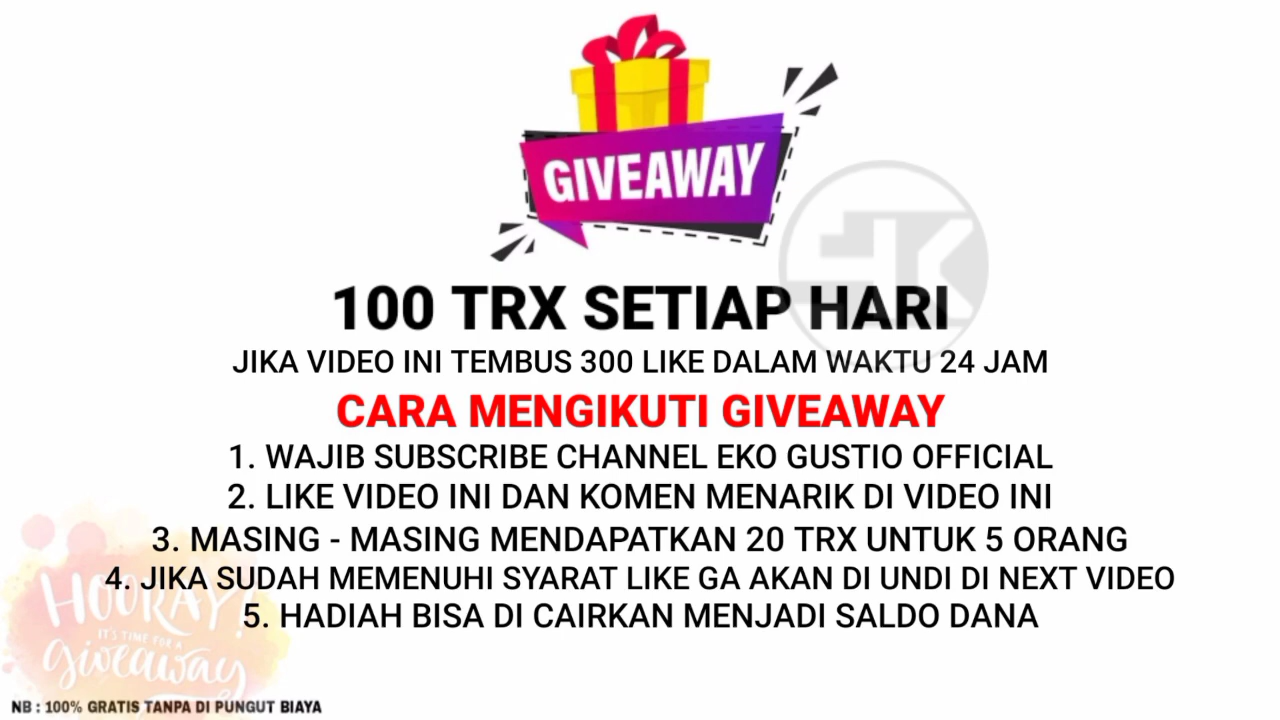 GIVEAWAY
100 TRX SETIAP HARI
JIKA VIDEO INI TEMBUS 300 LIKE DALAM WAKTU 24 JAM
CARA MENGIKUTI GIVEAWAY
1. WAJIB SUBSCRIBE CHANNEL EKO GUSTIO OFFICIAL
2. LIKE VIDEO INI DAN KOMEN MENARIK DI VIDEO INI
3. MASING - MASING MENDAPATKAN 20 TRX UNTUK 5 ORANG
4. JIKA SUDAH MEMENUHI SYARAT LIKE GA AKAN DI UNDI DI NEXT VIDEO
5. HADIAH BISA DI CAIRKAN MENJADI SALDO DANA
HOORAY!
IT'S TIME FOR A
giveaway
NB : 100% GRATIS TANPA DI PUNGUT BIAYA